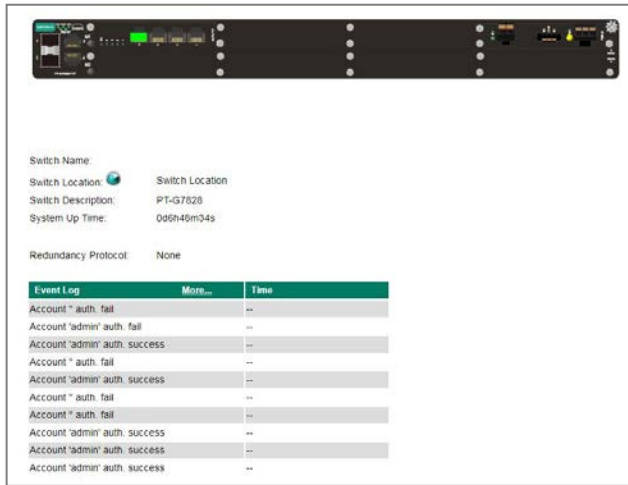 Switch Name:
Switch Location: Switch Location
Switch Description: PT-G7828
System Up Time: 0d6h46m34s
Redundancy Protocol: None
Event Log More... Time
Account '' auth. fail --
Account 'admin' auth. fail --
Account 'admin' auth. success --
Account '' auth. fail --
Account 'admin' auth. success --
Account '' auth. fail --
Account '' auth. fail --
Account 'admin' auth. success --
Account 'admin' auth. success --
Account 'admin' auth. success --